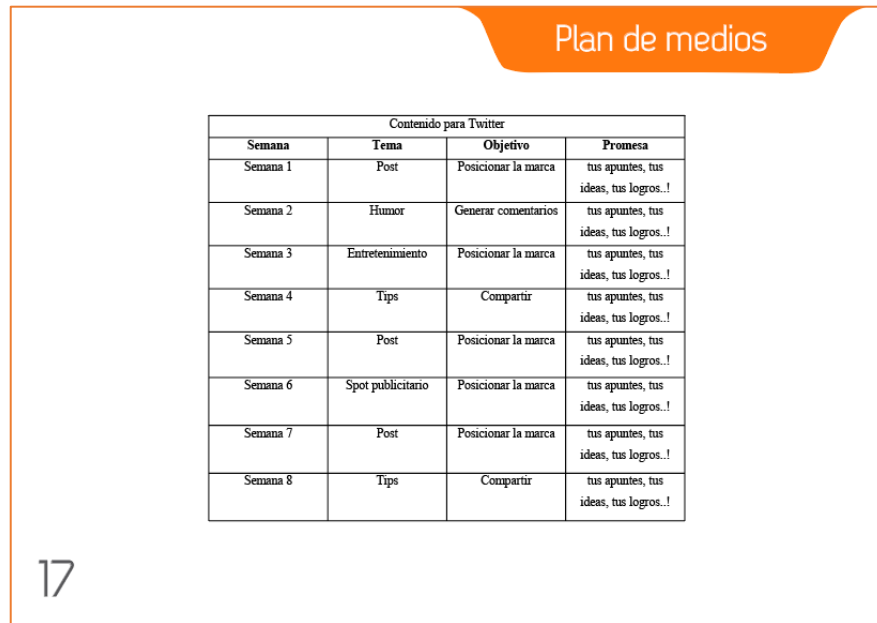 Plan de medios
Contenido para Twitter
Semana Tema Objetivo Promesa
Semana 1 Post Posicionar la marca tus apuntes, tus
ideas, tus logros..!
Semana 2 Humor Generar comentarios tus apuntes, tus
ideas, tus logros..!
Semana 3 Entretenimiento Posicionar la marca tus apuntes, tus
ideas, tus logros..!
Semana 4 Tips Compartir tus apuntes, tus
ideas, tus logros..!
Semana 5 Post Posicionar la marca tus apuntes, tus
ideas, tus logros..!
Semana 6 Spot publicitario Posicionar la marca tus apuntes, tus
ideas, tus logros..!
Semana 7 Post Posicionar la marca tus apuntes, tus
ideas, tus logros..!
Semana 8 Tips Compartir tus apuntes, tus
ideas, tus logros..!
17